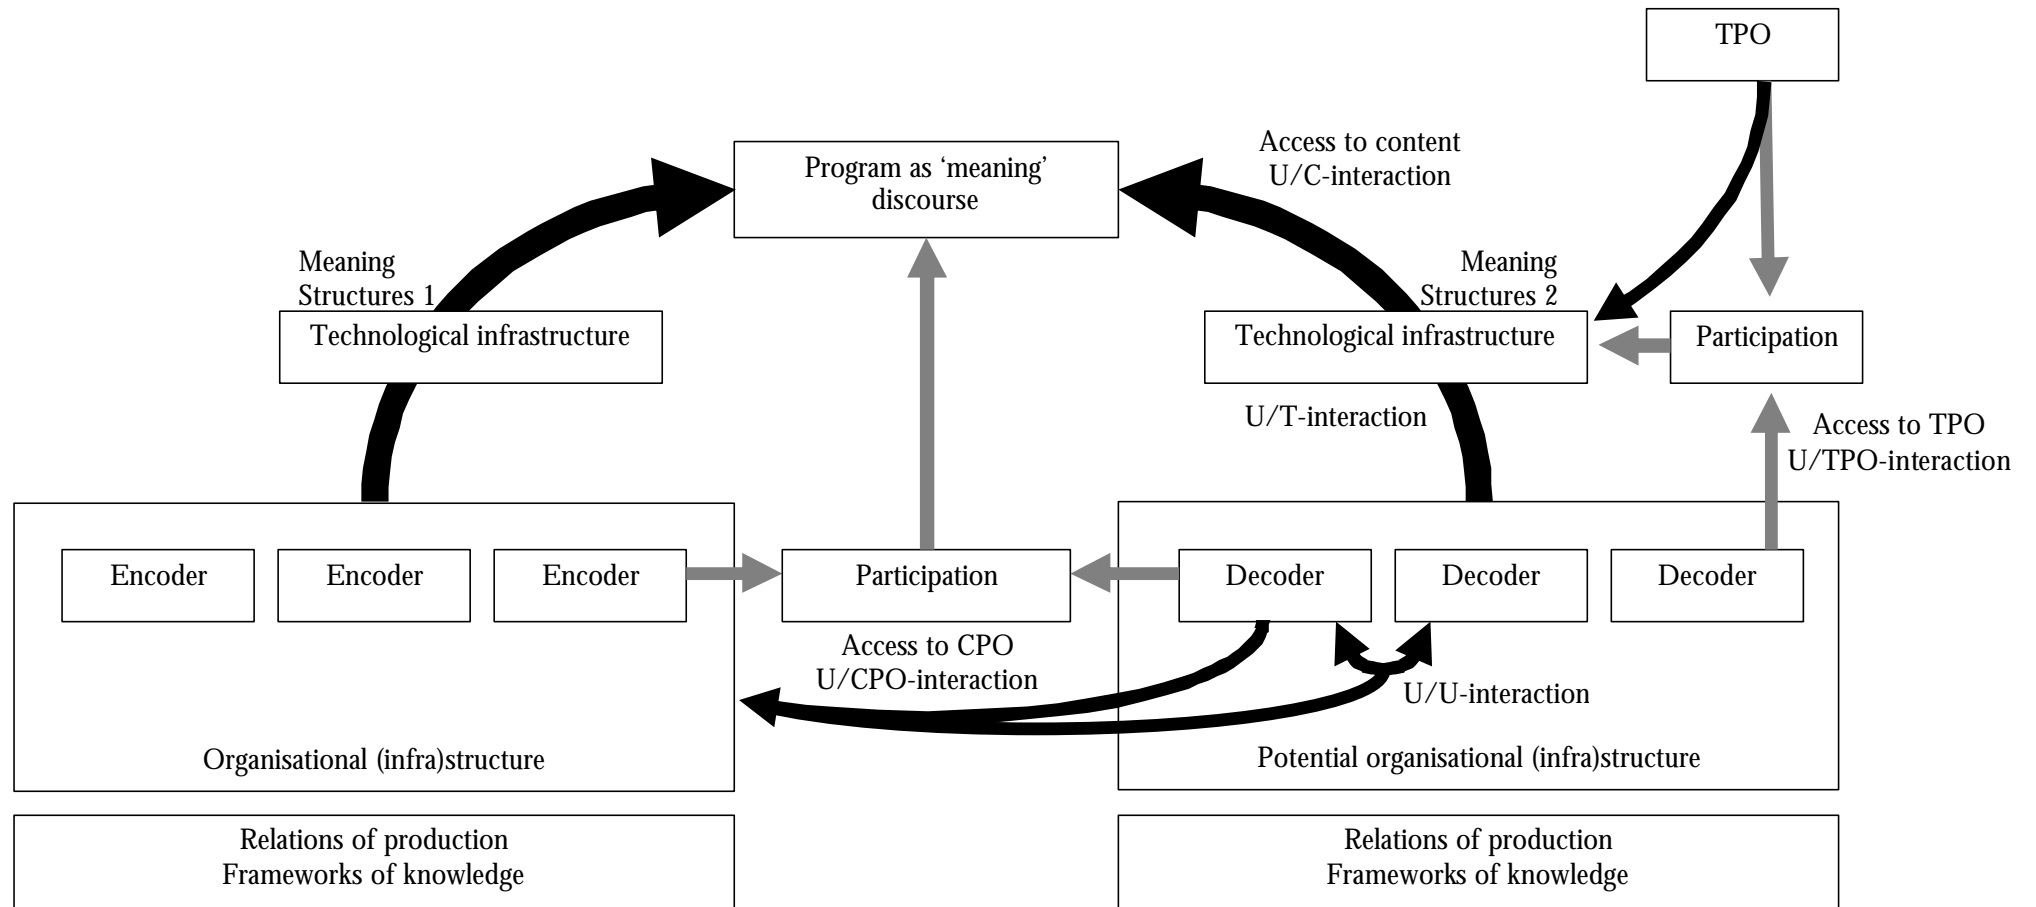 TPO
Access to content
U/C-interaction
Program as ‘meaning’
discourse
Meaning
Structures 1
Meaning
Structures 2
Technological infrastructure
Technological infrastructure
Participation
U/T-interaction
Access to TPO
U/TPO-interaction
Encoder
Encoder
Encoder
Participation
Decoder
Decoder
Decoder
Access to CPO
U/CPO-interaction
U/U-interaction
Organisational (infra)structure
Potential organisational (infra)structure
Relations of production
Frameworks of knowledge
Relations of production
Frameworks of knowledge